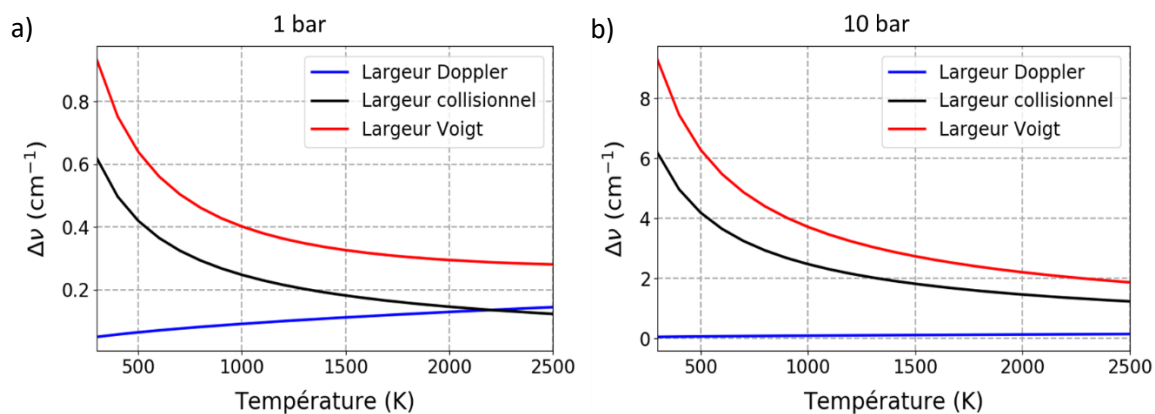 a)
1 bar
Largeur Doppler
Largeur collisionnel
Largeur Voigt
0.8
0.6
0.4
0.2
Δν (cm⁻¹)
500
1000
1500
2000
2500
Température (K)
b)
10 bar
Largeur Doppler
Largeur collisionnel
Largeur Voigt
8
6
4
2
0
Δν (cm⁻¹)
500
1000
1500
2000
2500
Température (K)